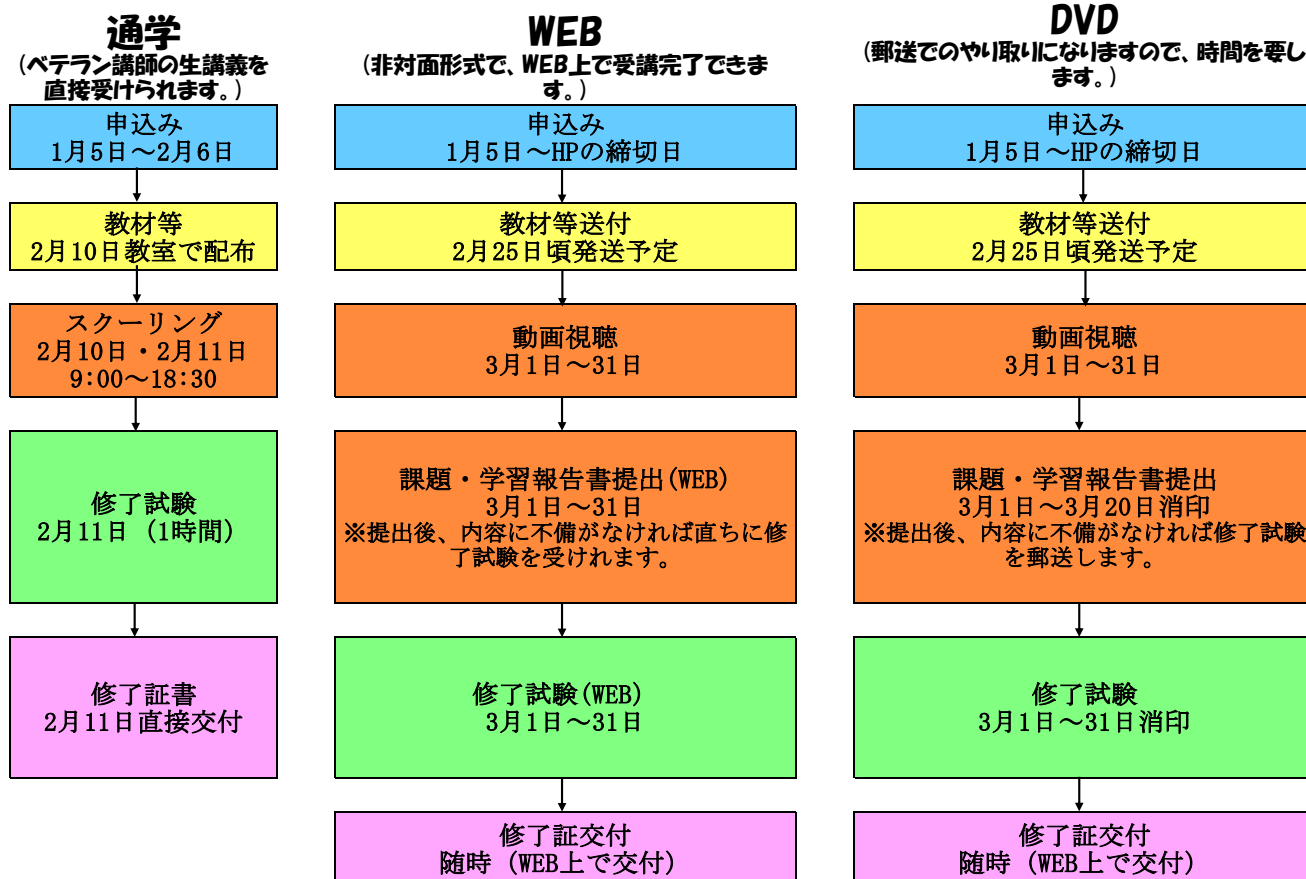 通学
(ベテラン講師の生講義を
直接受けられます。)
申込み
1月5日～2月6日
教材等
2月10日教室で配布
スクーリング
2月10日・2月11日
9:00～18:30
修了試験
2月11日 (1時間)
修了証書
2月11日直接交付
WEB
(非対面形式で、WEB上で受講完了できま
す。)
申込み
1月5日～HPの締切日
教材等送付
2月25日頃発送予定
動画視聴
3月1日～31日
課題・学習報告書提出(WEB)
3月1日～31日
※提出後、内容に不備がなければ直ちに修
了試験を受けれます。
修了試験(WEB)
3月1日～31日
修了証交付
随時 (WEB上で交付)
DVD
(郵送でのやり取りになりますので、時間を要し
ます。)
申込み
1月5日～HPの締切日
教材等送付
2月25日頃発送予定
動画視聴
3月1日～31日
課題・学習報告書提出
3月1日～3月20日消印
※提出後、内容に不備がなければ修了試験
を郵送します。
修了試験
3月1日～31日消印
修了証交付
随時 (WEB上で交付)